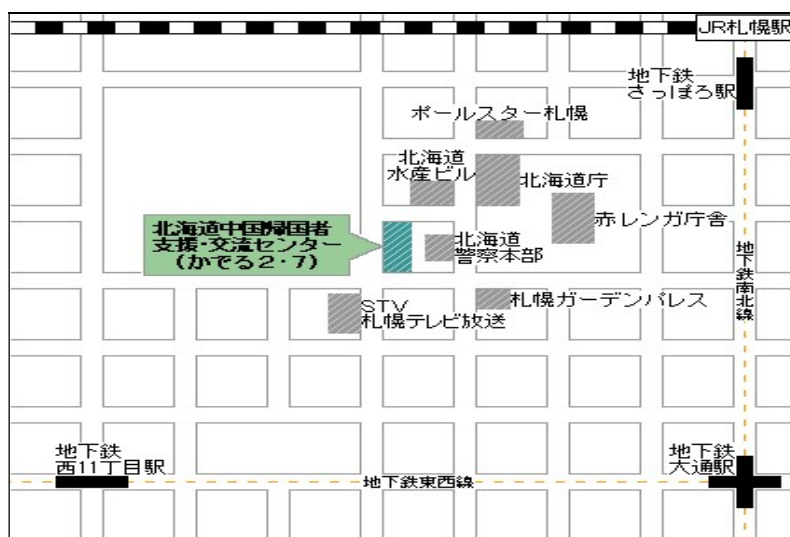 JR札幌駅
地下鉄
さっぽろ駅
ポールスター札幌
北海道
水産ビル
北海道庁
赤レンガ庁舎
北海道中国帰国者
支援・交流センター
(かでる2・7)
北海道
警察本部
地下鉄南北線
STV
札幌テレビ放送
札幌ガーデンパレス
地下鉄
西11丁目駅
地下鉄東西線
地下鉄
大通駅